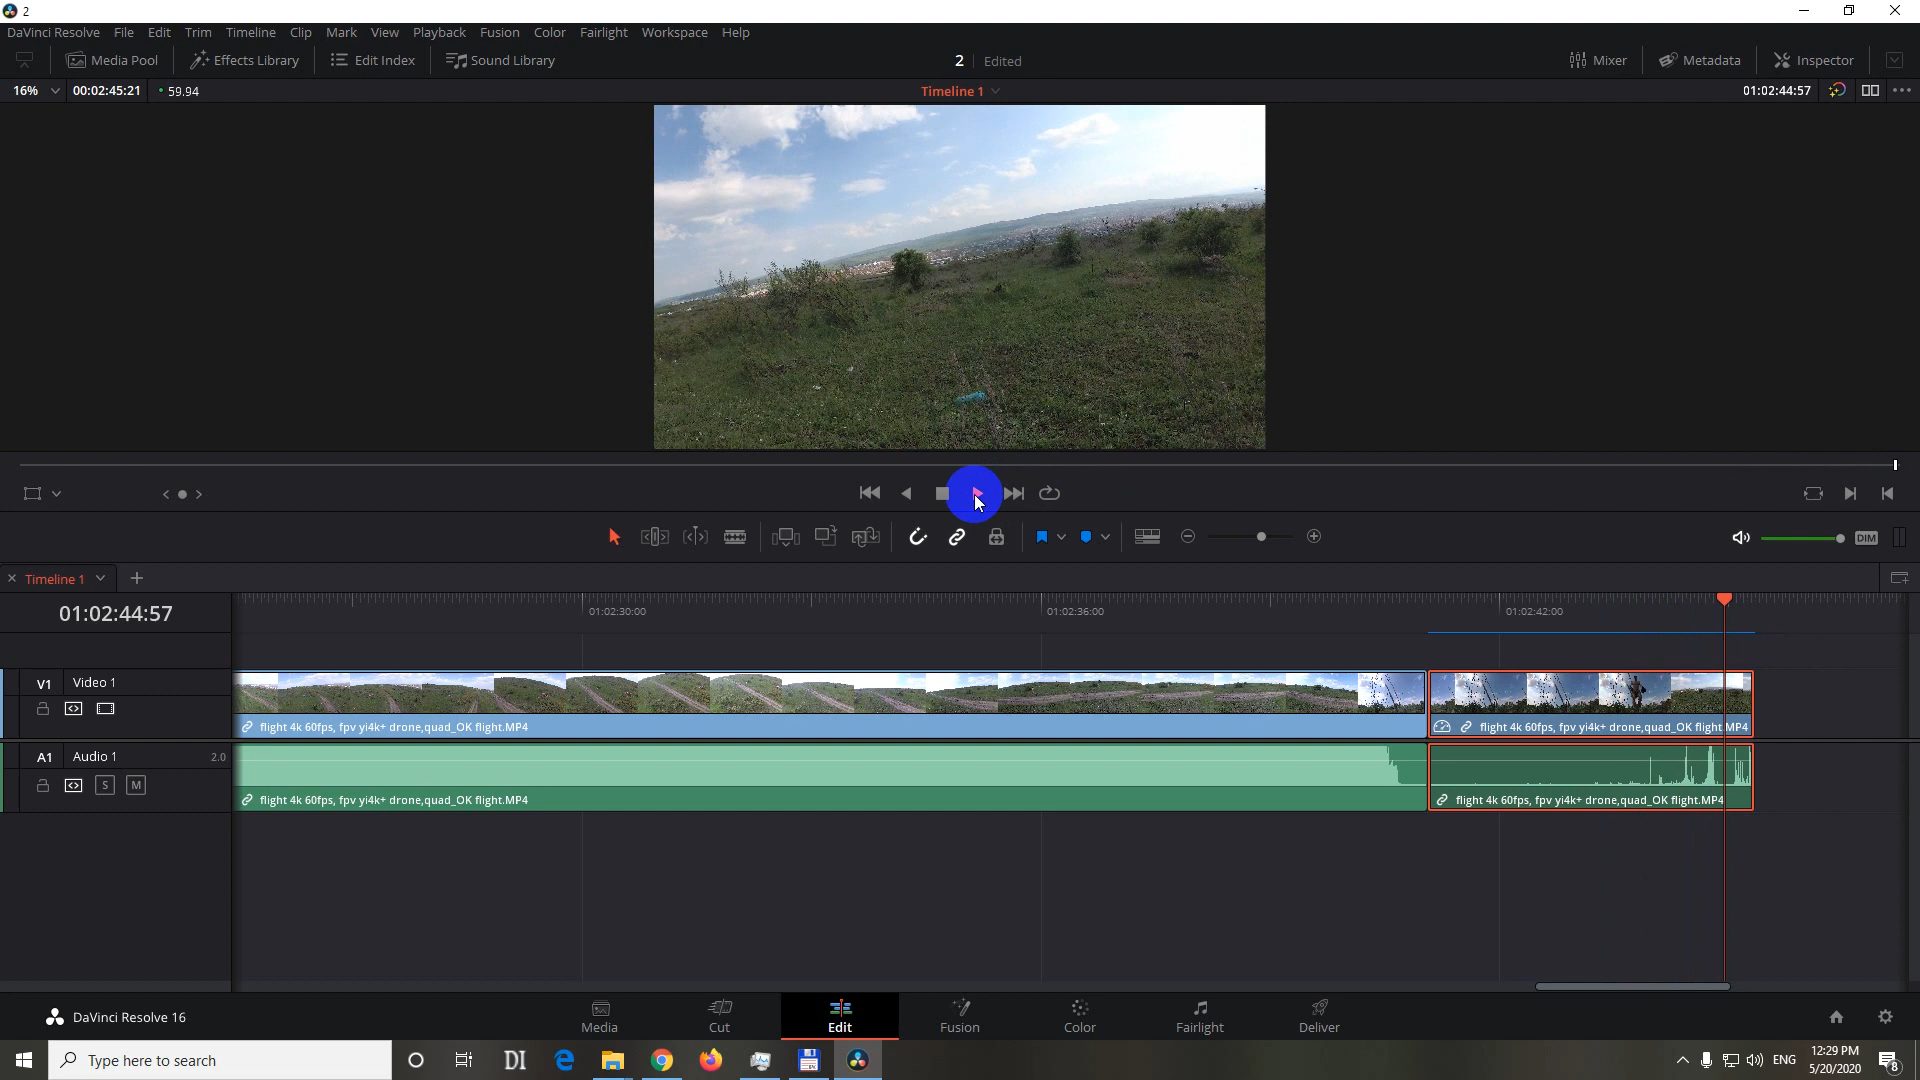 2
DaVinci Resolve File Edit Trim Timeline Clip Mark View Playback Fusion Color Fairlight Workspace Help
Media Pool Effects Library Edit Index Sound Library 2 Edited Mixer Metadata Inspector
16% 00:02:45:21 59.94 Timeline 1 01:02:44:57
DIM
Timeline 1
01:02:44:57 01:02:30:00 01:02:36:00 01:02:42:00
V1 Video 1
flight 4k 60fps, fpv yi4k+ drone,quad_OK flight.MP4 flight 4k 60fps, fpv yi4k+ drone,quad_OK flight.MP4
A1 Audio 1 2.0
S M
flight 4k 60fps, fpv yi4k+ drone,quad_OK flight.MP4 flight 4k 60fps, fpv yi4k+ drone,quad_OK flight.MP4
DaVinci Resolve 16 Media Cut Edit Fusion Color Fairlight Deliver
Type here to search DI ENG 12:29 PM
5/20/2020 8